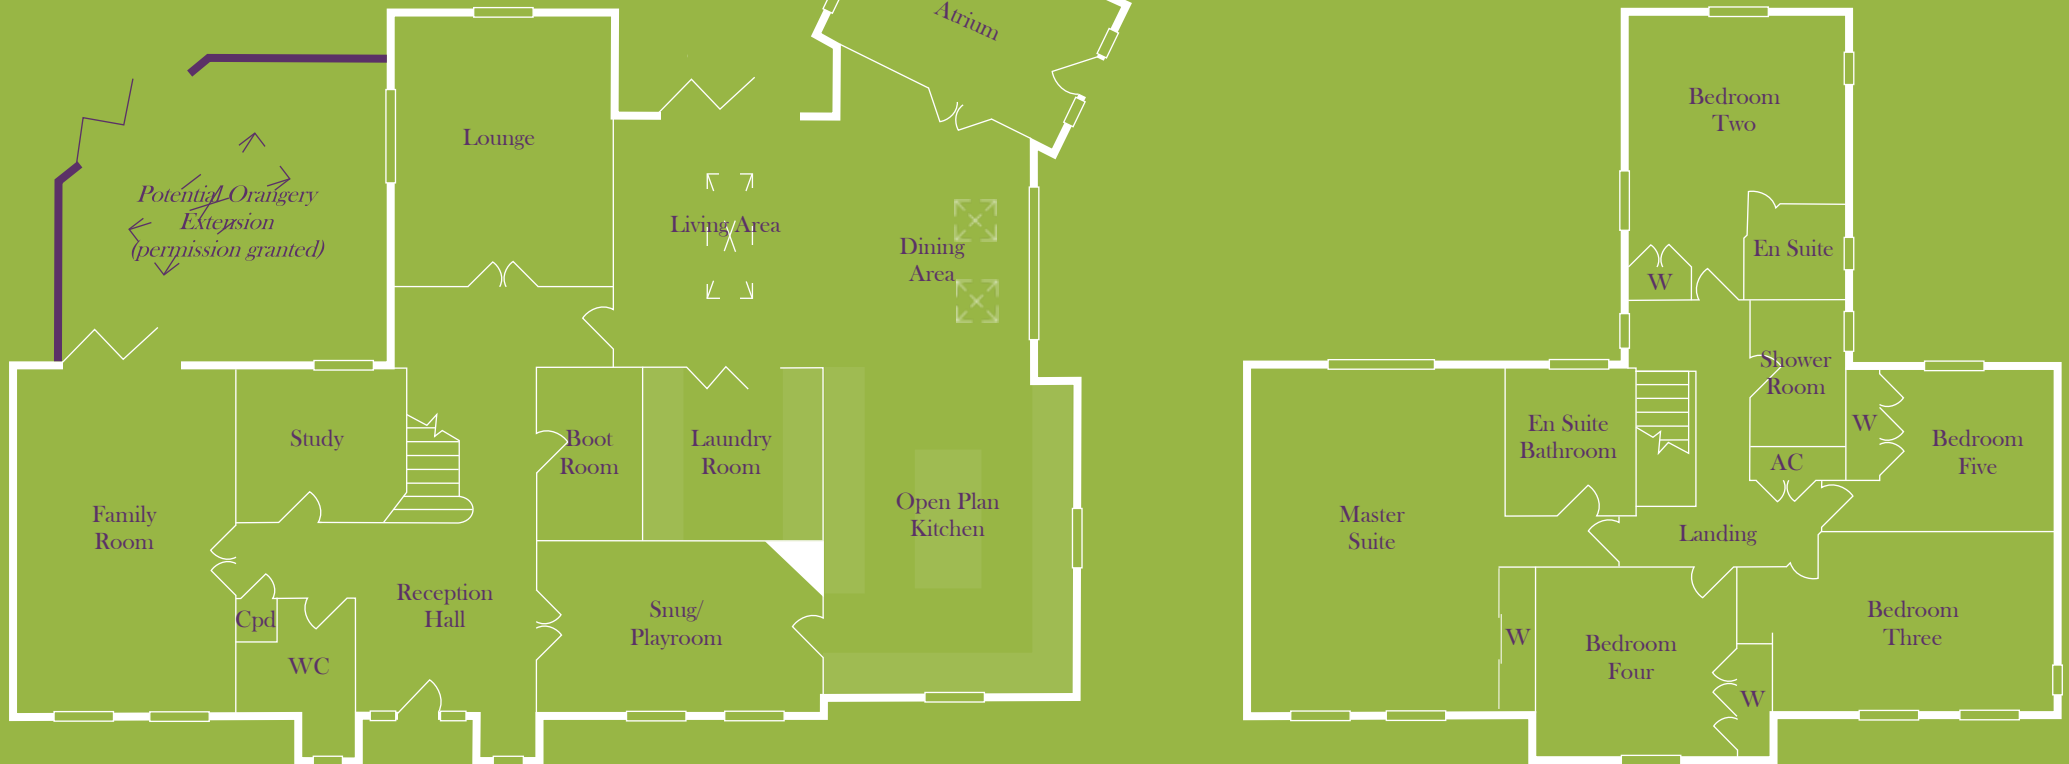 Atrium
Lounge
Potential Orangery
Extension
(permission granted)
Living Area
Dining
Area
Study
Boot
Room
Laundry
Room
Family
Room
Open Plan
Kitchen
Reception
Hall
Cpd
Snug/
Playroom
WC
Bedroom
Two
En Suite
W
Shower
Room
En Suite
Bathroom
W
Bedroom
Five
AC
Master
Suite
Landing
W
Bedroom
Four
Bedroom
Three
W